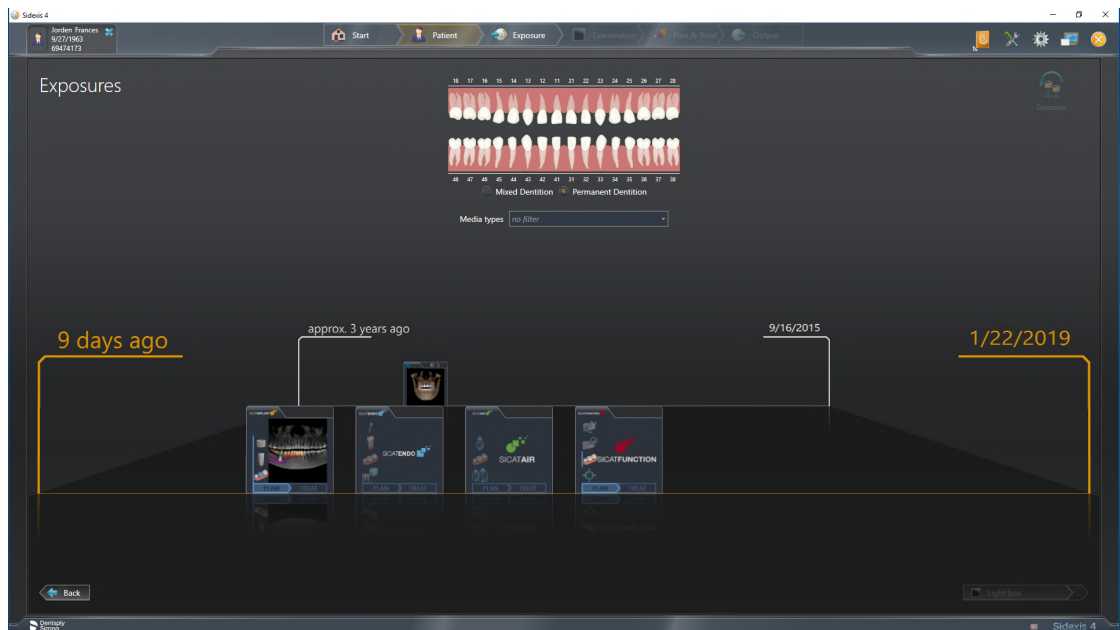 Sidexis 4
Jorden Frances
9/27/1963
69474173
Start
Patient
Exposure
Examination
Plan & Treat
Output
Exposures
Sessions
18 17 16 15 14 13 12 11 21 22 23 24 25 26 27 28
48 47 46 45 44 43 42 41 31 32 33 34 35 36 37 38
Mixed Dentition
Permanent Dentition
Media types
no filter
9 days ago
approx. 3 years ago
9/16/2015
1/22/2019
SICATIMPLANT
SICATENDO
SICATAIR
SICATFUNCTION
SICATENDO
SICATAIR
SICATFUNCTION
PLAN TREAT
PLAN TREAT
PLAN TREAT
PLAN TREAT
Back
Light box
Dentsply
Sirona
Sidexis 4